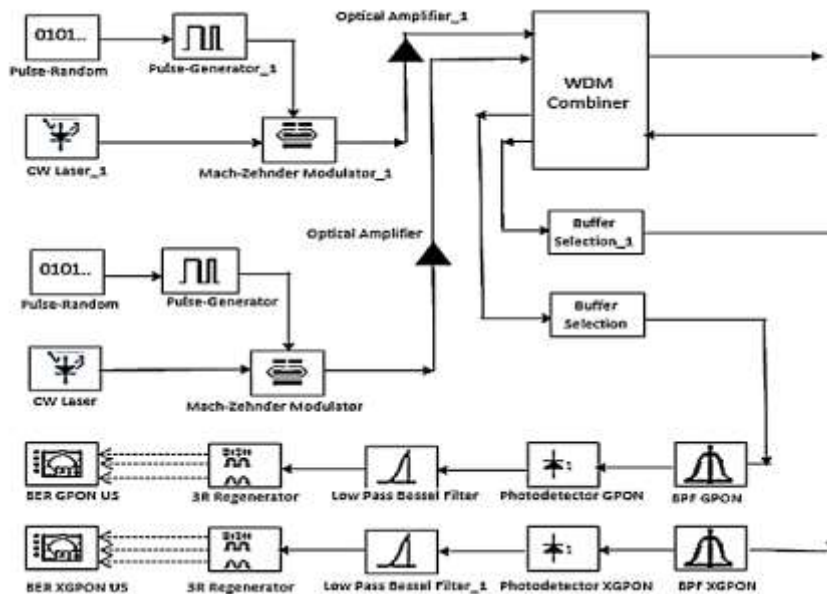 Optical Amplifier_1
0101..
Pulse-Random
Pulse-Generator_1
WDM
Combiner
CW Laser_1
Mach-Zehnder Modulator_1
Optical Amplifier
Buffer
Selection_1
0101..
Pulse-Random
Pulse-Generator
Buffer
Selection
CW Laser
Mach-Zehnder Modulator
1
BER GPON US
3R Regenerator
Low Pass Bessel Filter
Photodetector GPON
BPF GPON
1
BER XGPON US
3R Regenerator
Low Pass Bessel Filter_1
Photodetector XGPON
BPF XGPON